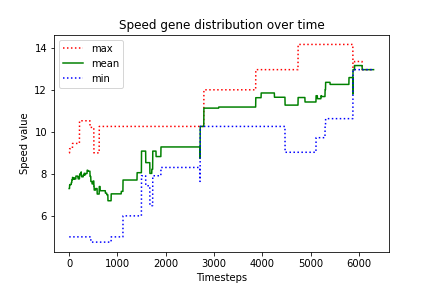 Speed gene distribution over time
max
mean
min
14
12
10
8
6
Speed value
0
1000
2000
3000
4000
5000
6000
Timesteps